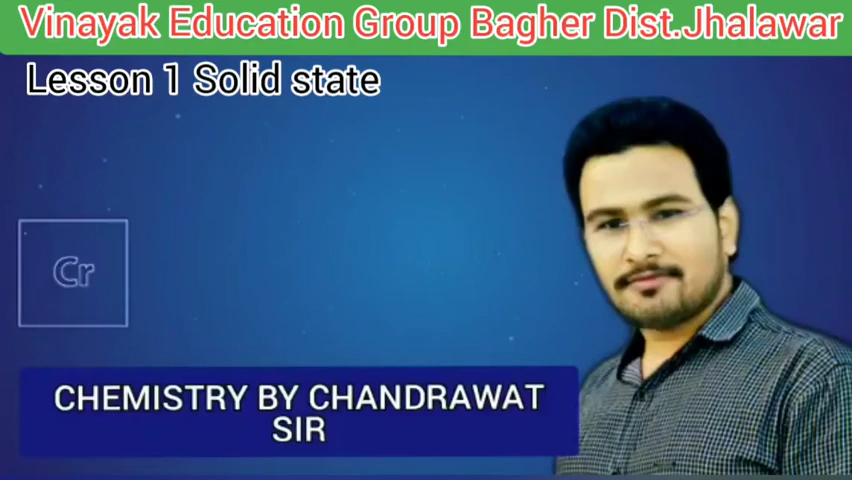 Vinayak Education Group Bagher Dist.Jhalawar
Lesson 1 Solid state
Cr
CHEMISTRY BY CHANDRAWAT
SIR